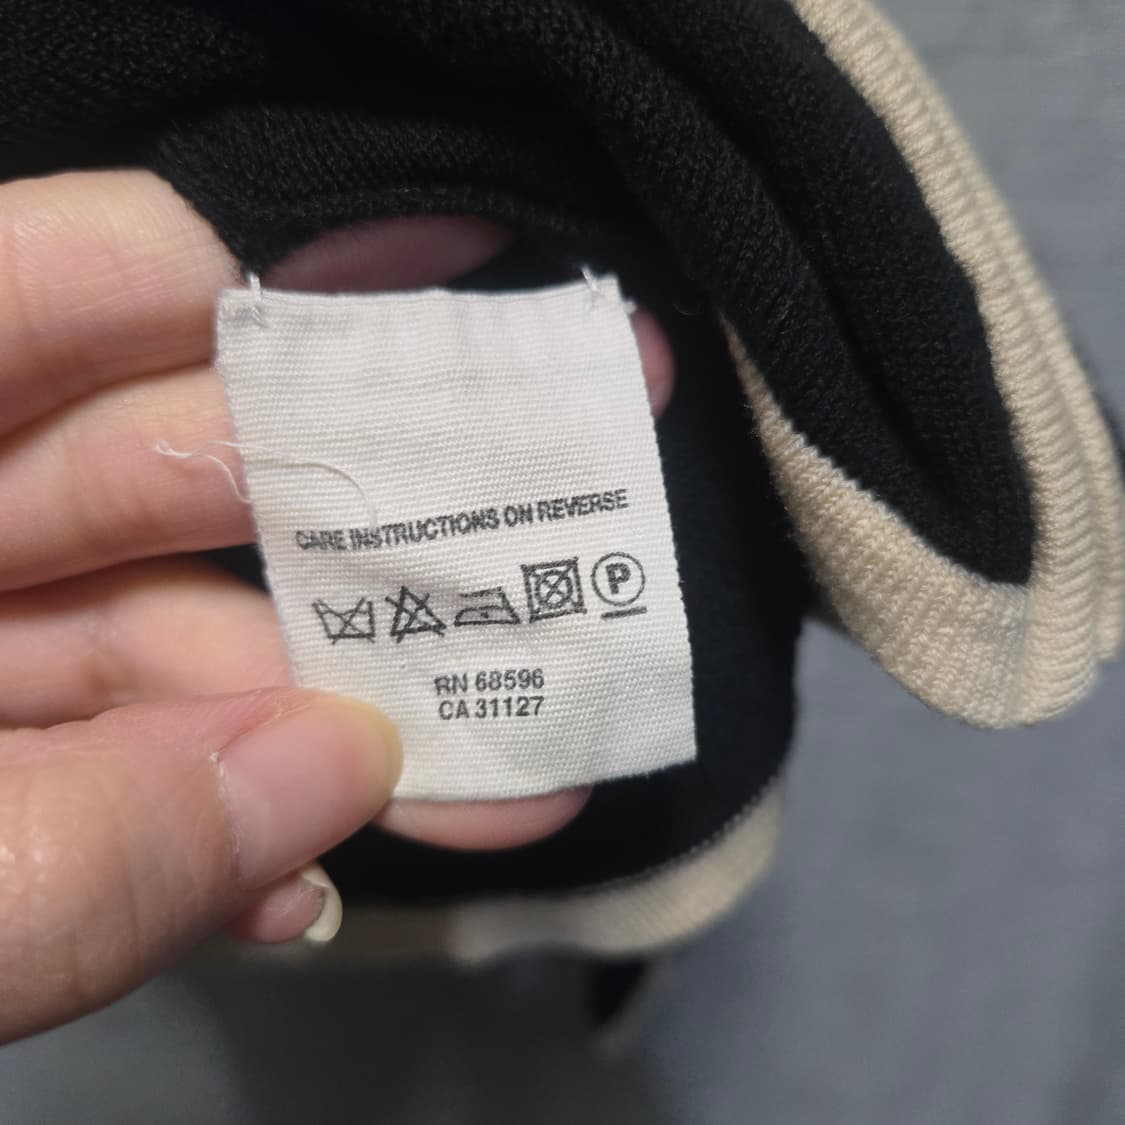 CARE INSTRUCTIONS ON REVERSE
P
RN 68596
CA 31127